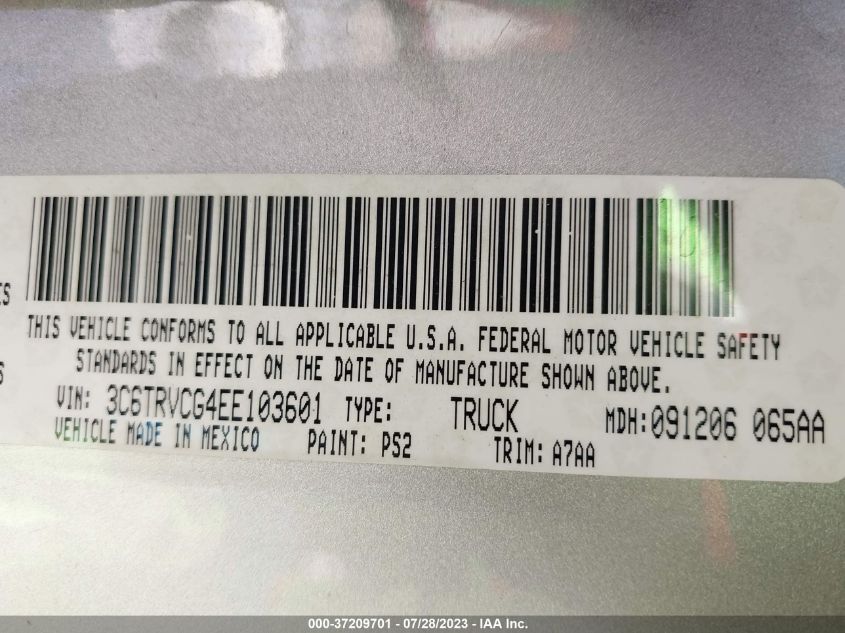 THIS VEHICLE CONFORMS TO ALL APPLICABLE U.S.A. FEDERAL MOTOR VEHICLE SAFETY
STANDARDS IN EFFECT ON THE DATE OF MANUFACTURE SHOWN ABOVE.
VIN: 3C6TRVCG4EE103601 TYPE: TRUCK MDH:091206 065AA
VEHICLE MADE IN MEXICO PAINT: PS2 TRIM: A7AA
000-37209701 - 07/28/2023 - IAA Inc.